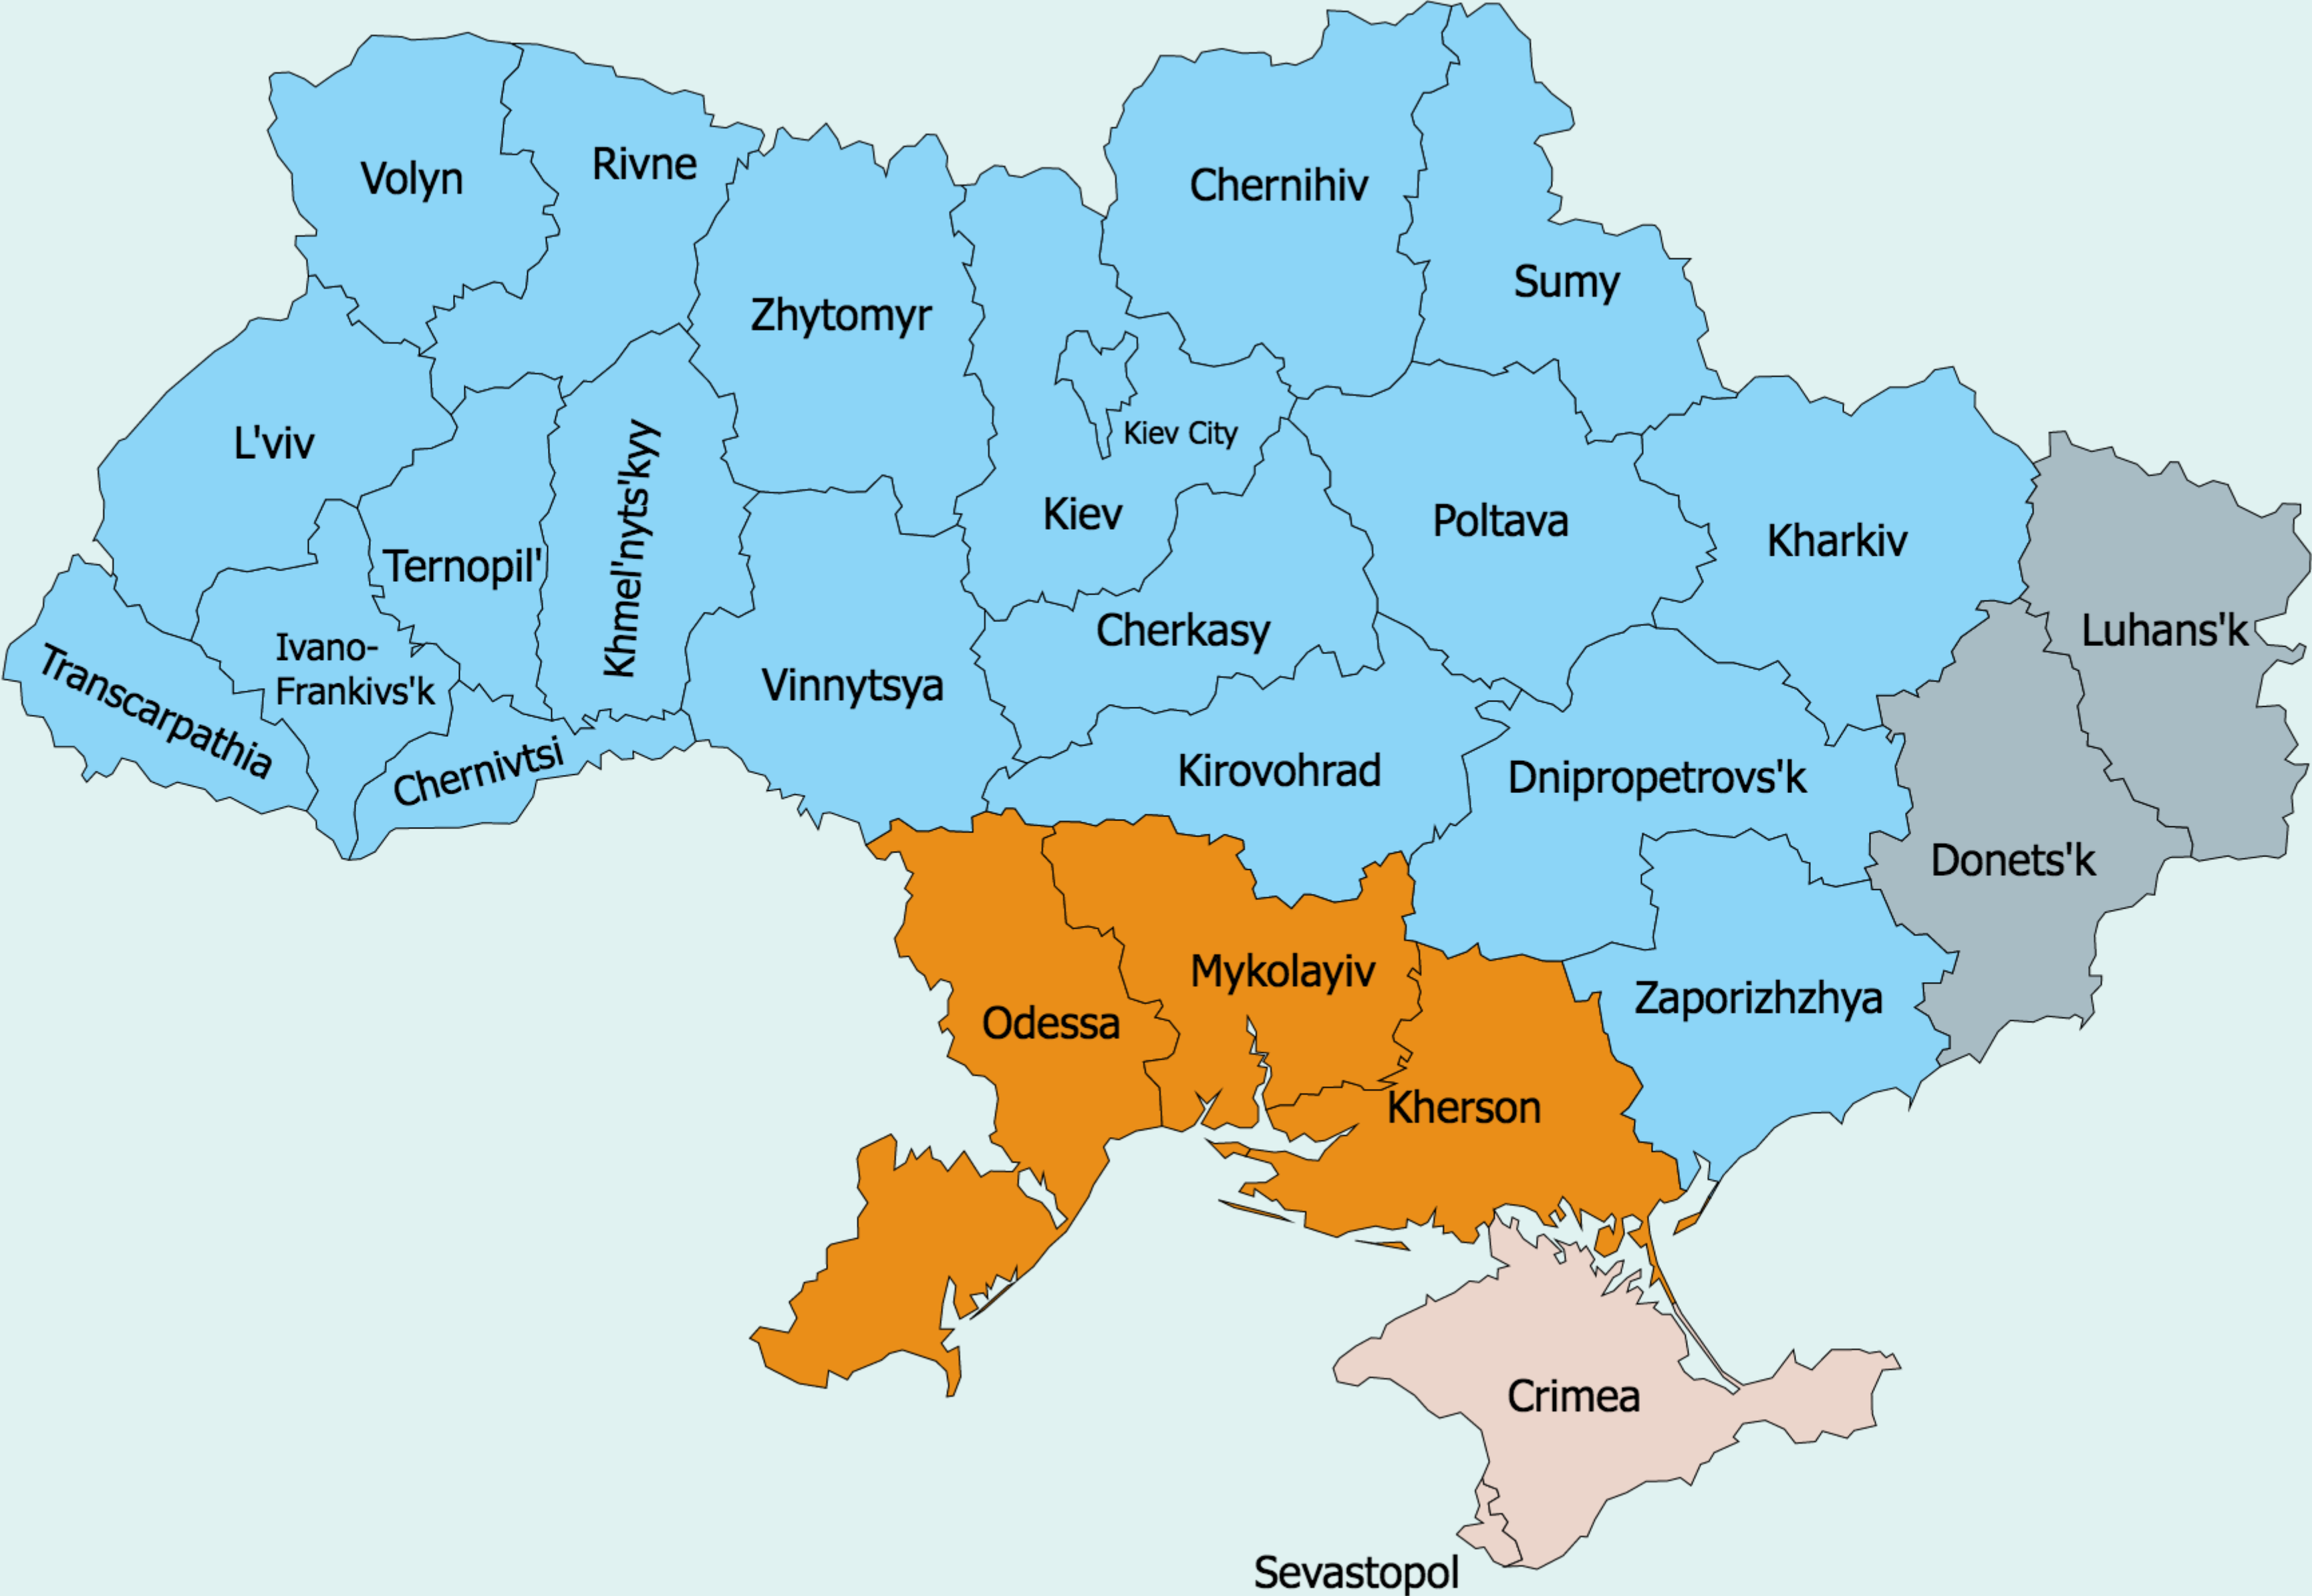 Volyn
Rivne
Chernihiv
Sumy
Zhytomyr
L'viv
Kiev City
Kiev
Poltava
Kharkiv
Khmel'nyts'kyy
Ternopil'
Cherkasy
Luhans'k
Ivano-
Frankivs'k
Vinnytsya
Transcarpathia
Chernivtsi
Kirovohrad
Dnipropetrovs'k
Donets'k
Mykolayiv
Zaporizhzhya
Odessa
Kherson
Crimea
Sevastopol